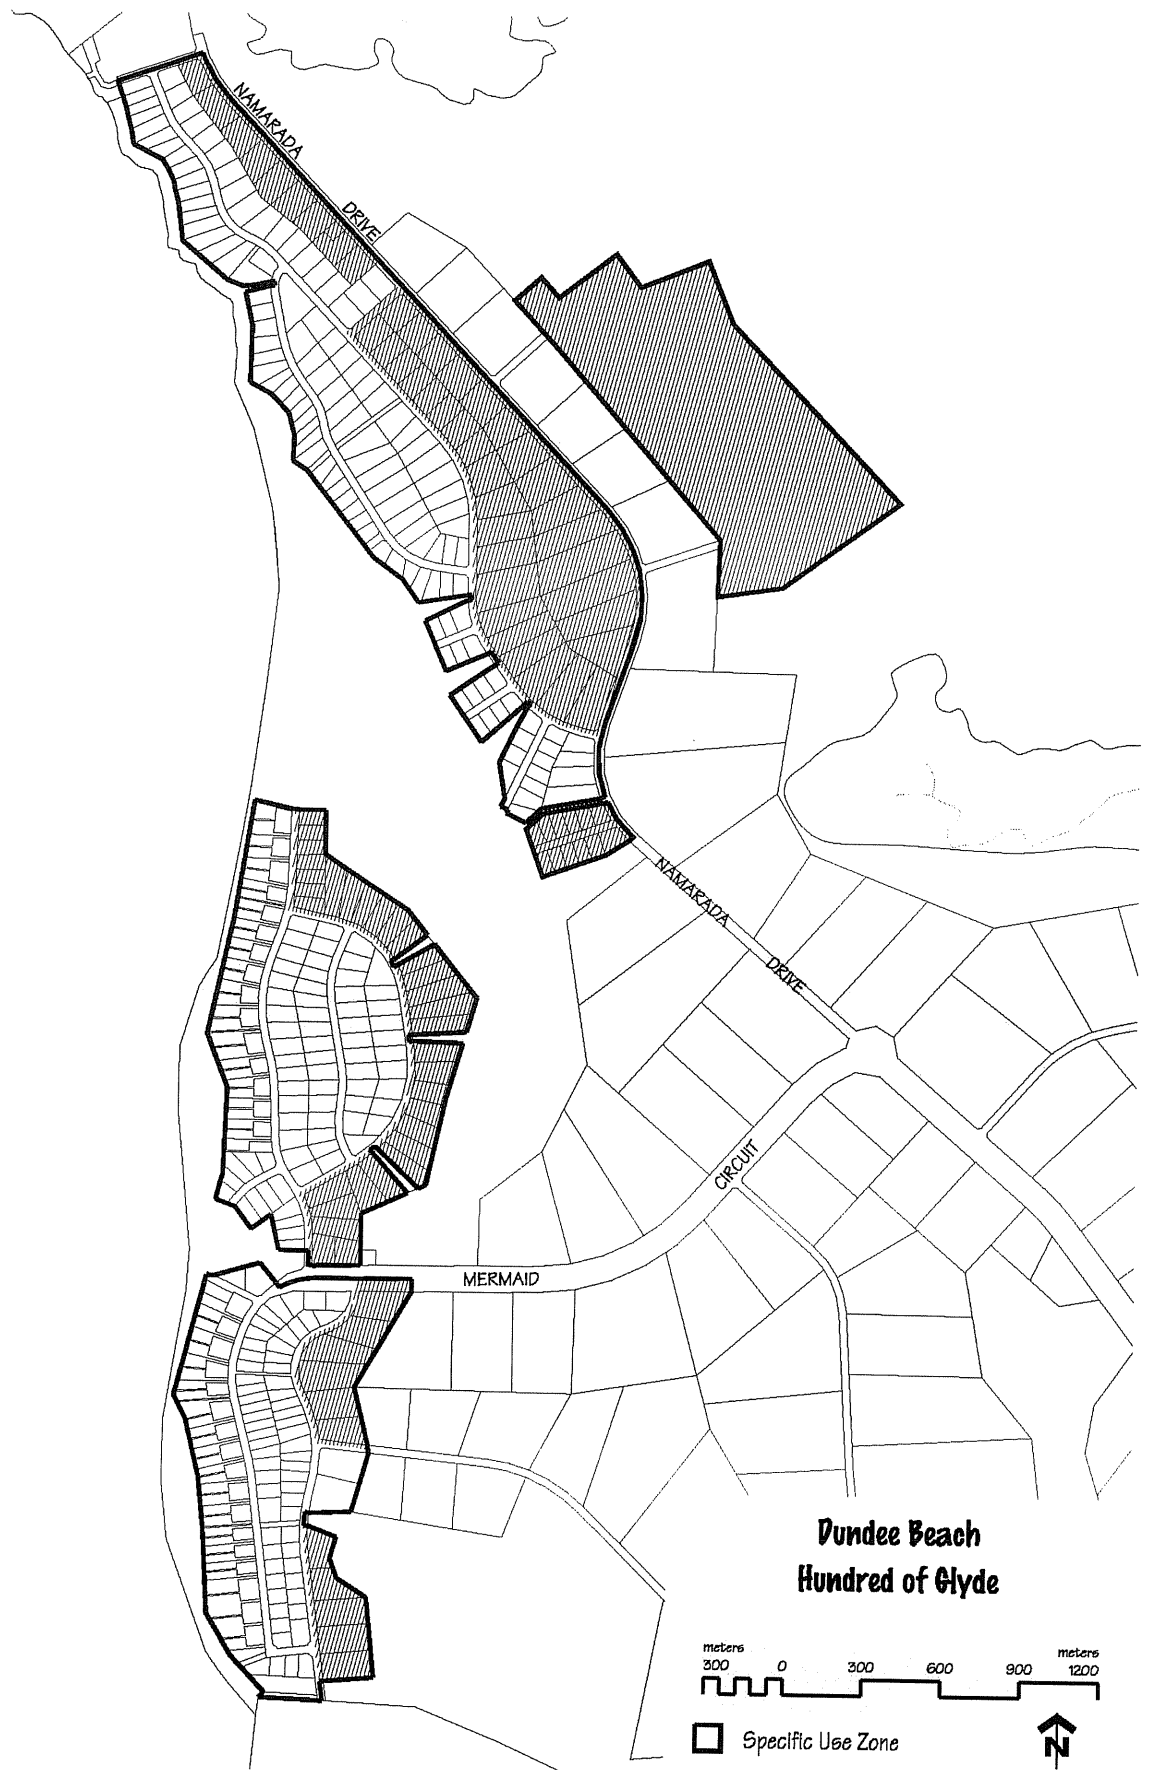 NAMARADA
DRIVE
NAMARADA
DRIVE
CIRCUIT
MERMAID
Dundee Beach
Hundred of Glyde
meters meters
300 0 300 600 900 1200
Specific Use Zone
N